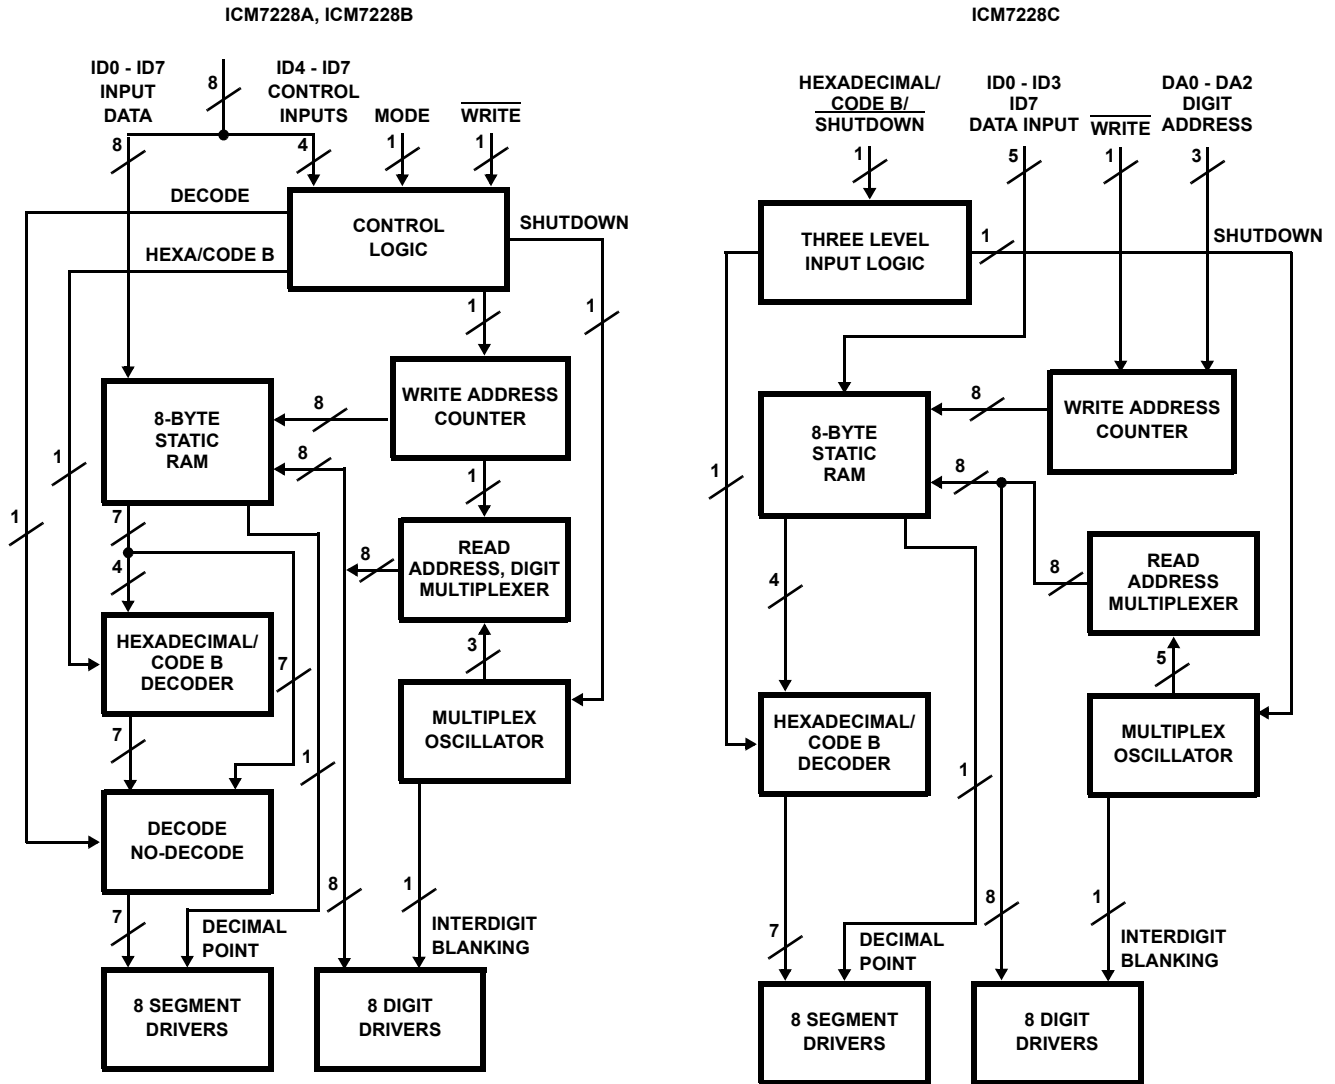 ICM7228A, ICM7228B
ID0 - ID7
INPUT
DATA
8
ID4 - ID7
CONTROL
INPUTS
MODE
WRITE
8
4
1
1
DECODE
HEXA/CODE B
CONTROL
LOGIC
SHUTDOWN
1
1
WRITE ADDRESS
COUNTER
8
8-BYTE
STATIC
RAM
8
1
1
1
7
4
READ
ADDRESS, DIGIT
MULTIPLEXER
8
3
HEXADECIMAL/
CODE B
DECODER
7
7
MULTIPLEX
OSCILLATOR
1
DECODE
NO-DECODE
7
8
1
DECIMAL
POINT
INTERDIGIT
BLANKING
8 SEGMENT
DRIVERS
8 DIGIT
DRIVERS
ICM7228C
HEXADECIMAL/
CODE B/
SHUTDOWN
ID0 - ID3
ID7
DATA INPUT
WRITE
DA0 - DA2
DIGIT
ADDRESS
1
5
1
3
THREE LEVEL
INPUT LOGIC
1
SHUTDOWN
8-BYTE
STATIC
RAM
8
WRITE ADDRESS
COUNTER
8
1
4
8
READ
ADDRESS
MULTIPLEXER
5
HEXADECIMAL/
CODE B
DECODER
1
MULTIPLEX
OSCILLATOR
7
8
1
DECIMAL
POINT
INTERDIGIT
BLANKING
8 SEGMENT
DRIVERS
8 DIGIT
DRIVERS